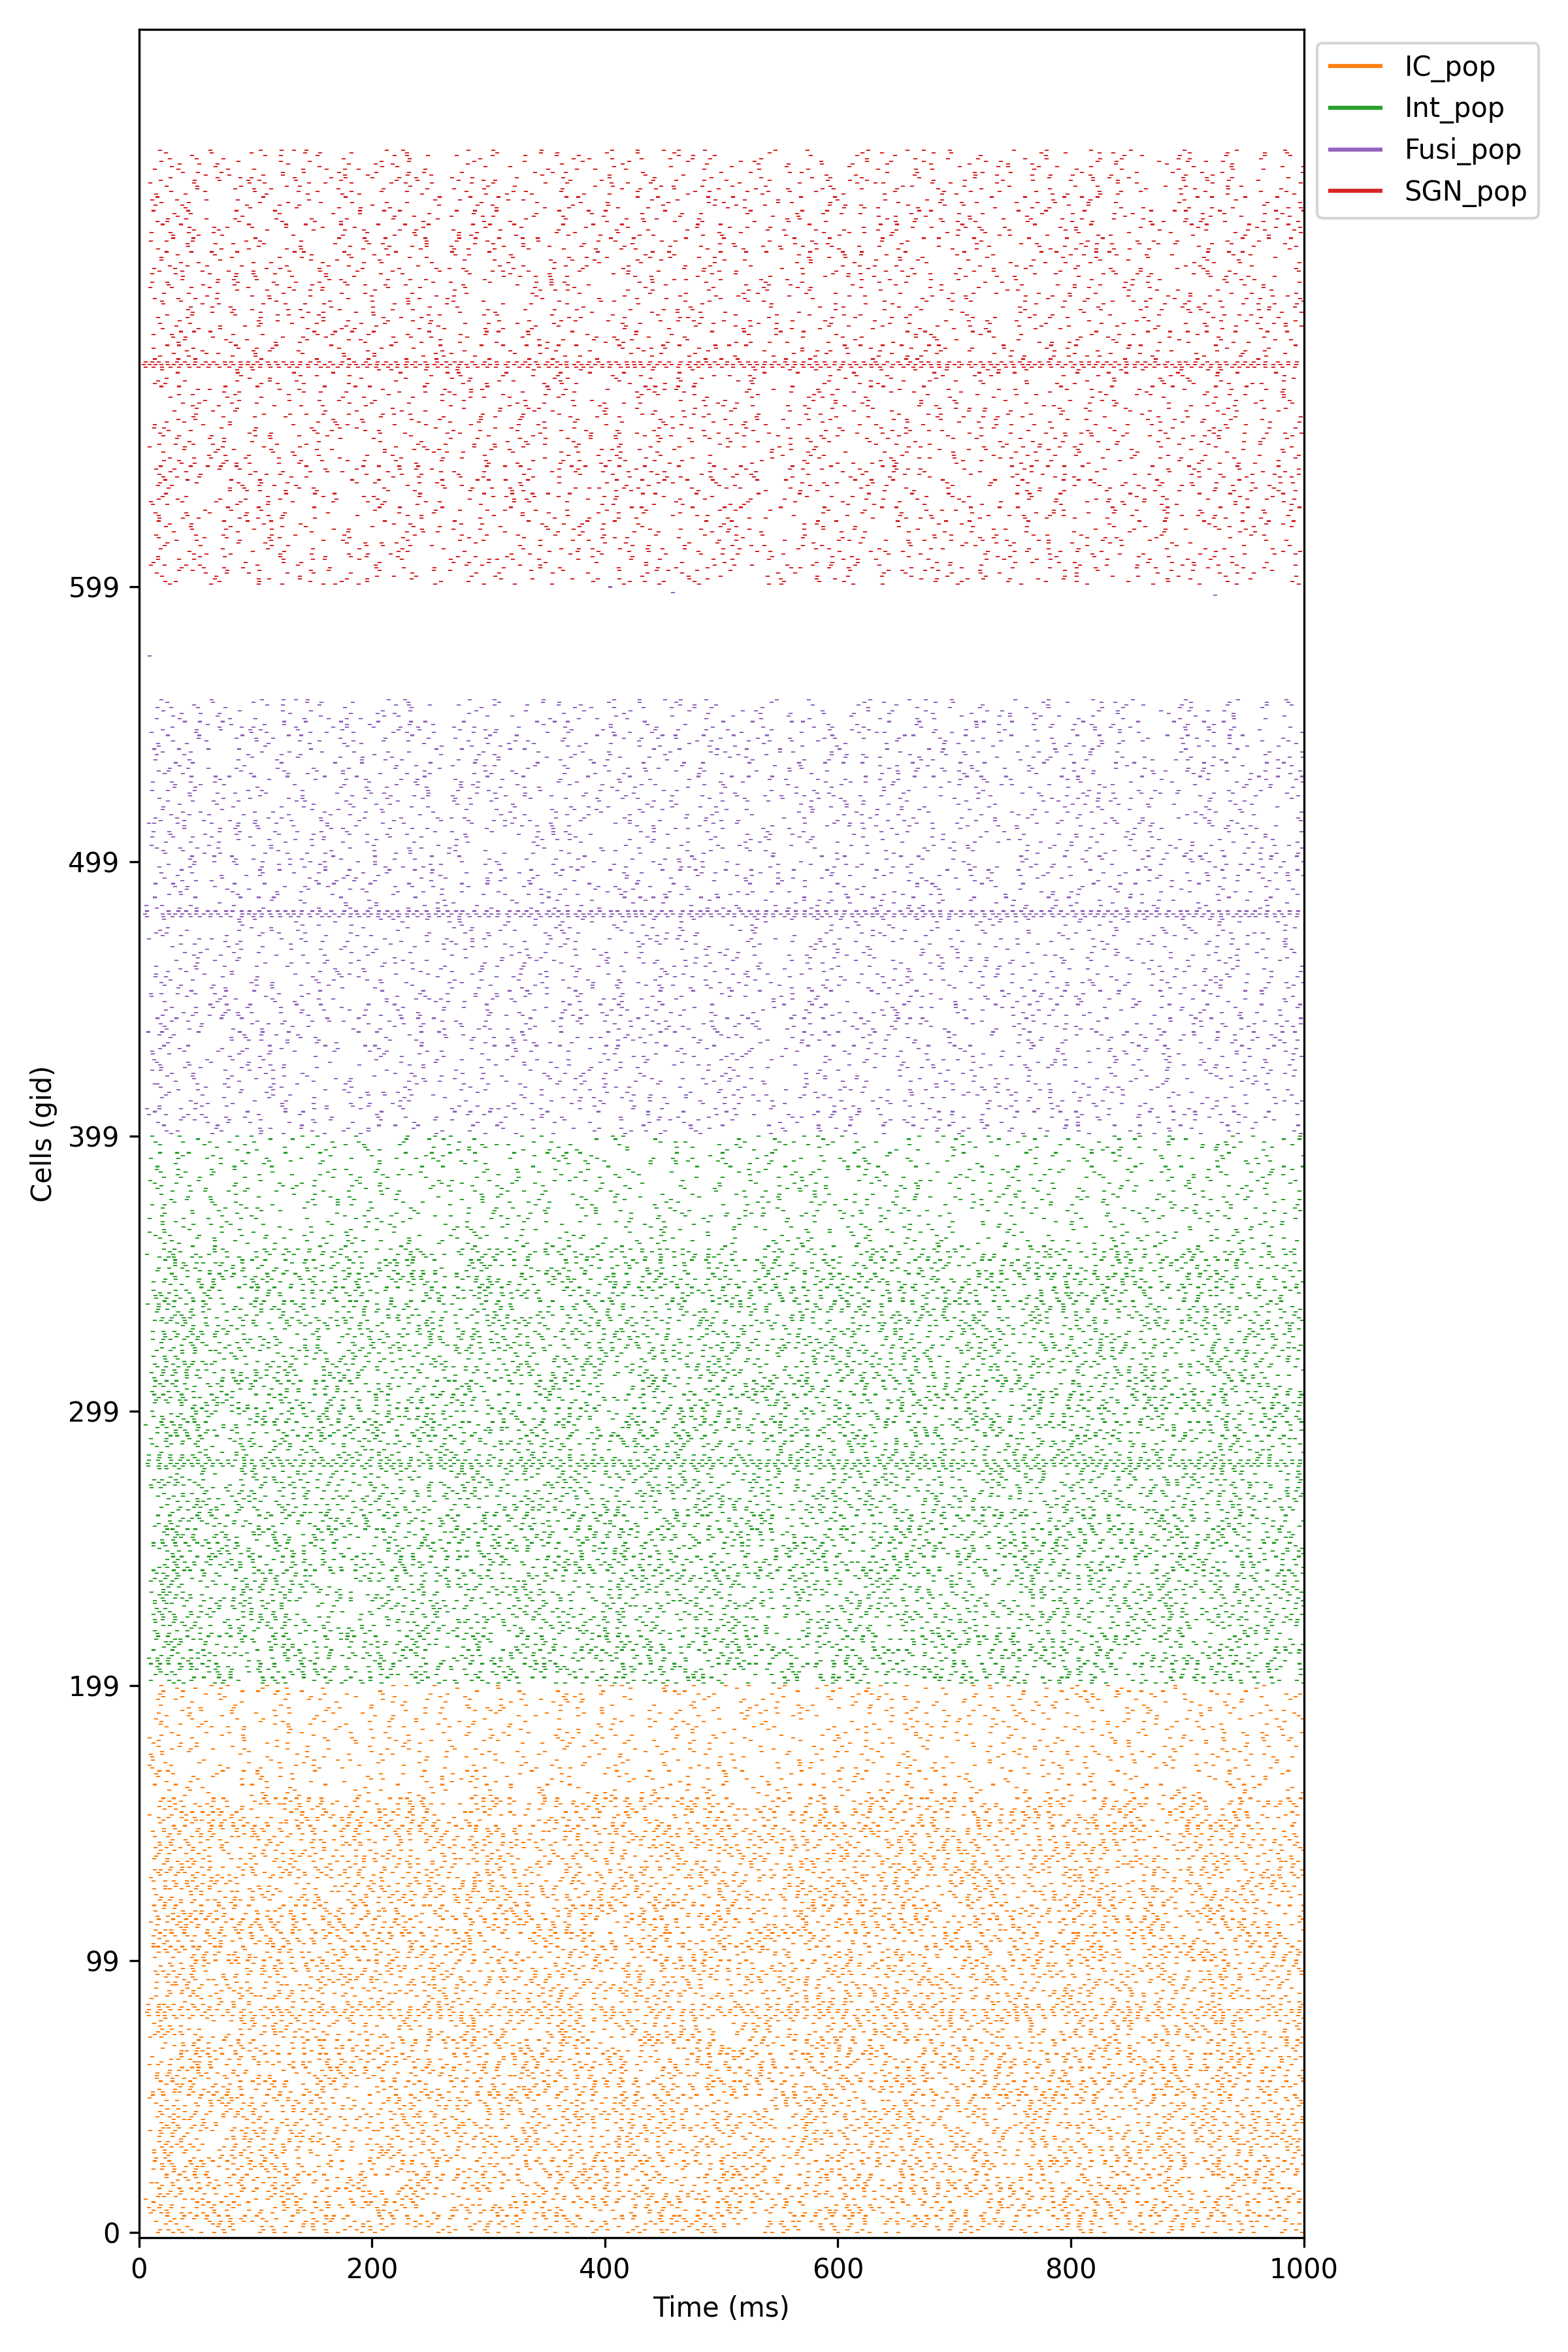 IC_pop
Int_pop
Fusi_pop
SGN_pop
Cells (gid)
599
499
399
299
199
99
0
0 200 400 600 800 1000
Time (ms)